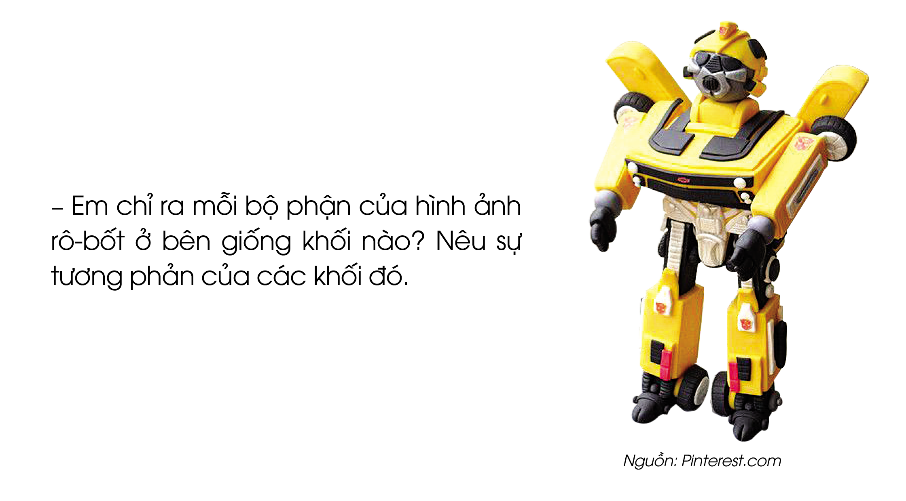 – Em chỉ ra mỗi bộ phận của hình ảnh
rô-bốt ở bên giống khối nào? Nêu sự
tương phản của các khối đó.
Nguồn: Pinterest.com